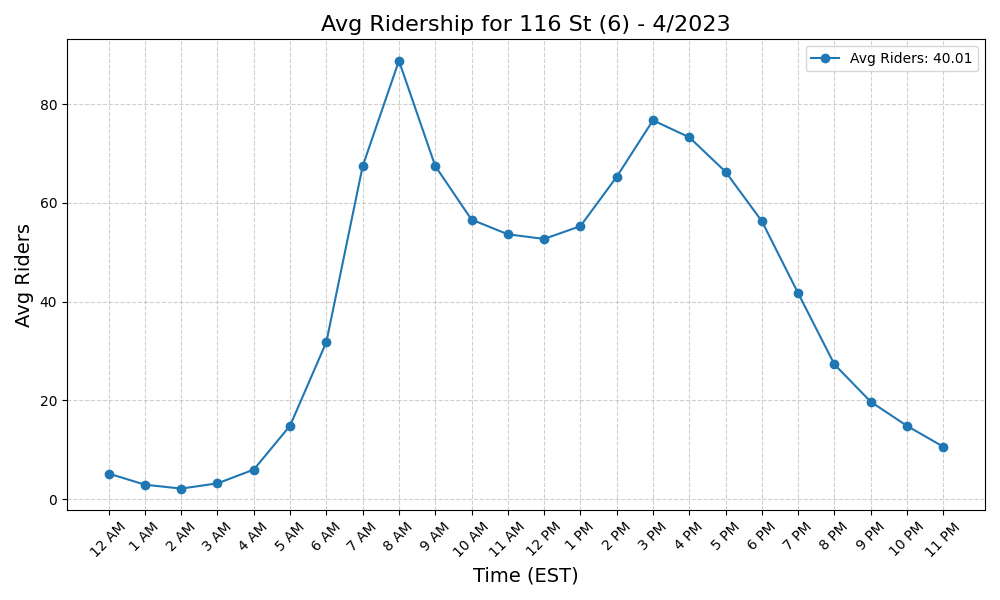 Avg Ridership for 116 St (6) - 4/2023
Avg Riders: 40.01
Avg Riders
80
60
40
20
0
12 AM
1 AM
2 AM
3 AM
4 AM
5 AM
6 AM
7 AM
8 AM
9 AM
10 AM
11 AM
12 PM
1 PM
2 PM
3 PM
4 PM
5 PM
6 PM
7 PM
8 PM
9 PM
10 PM
11 PM
Time (EST)